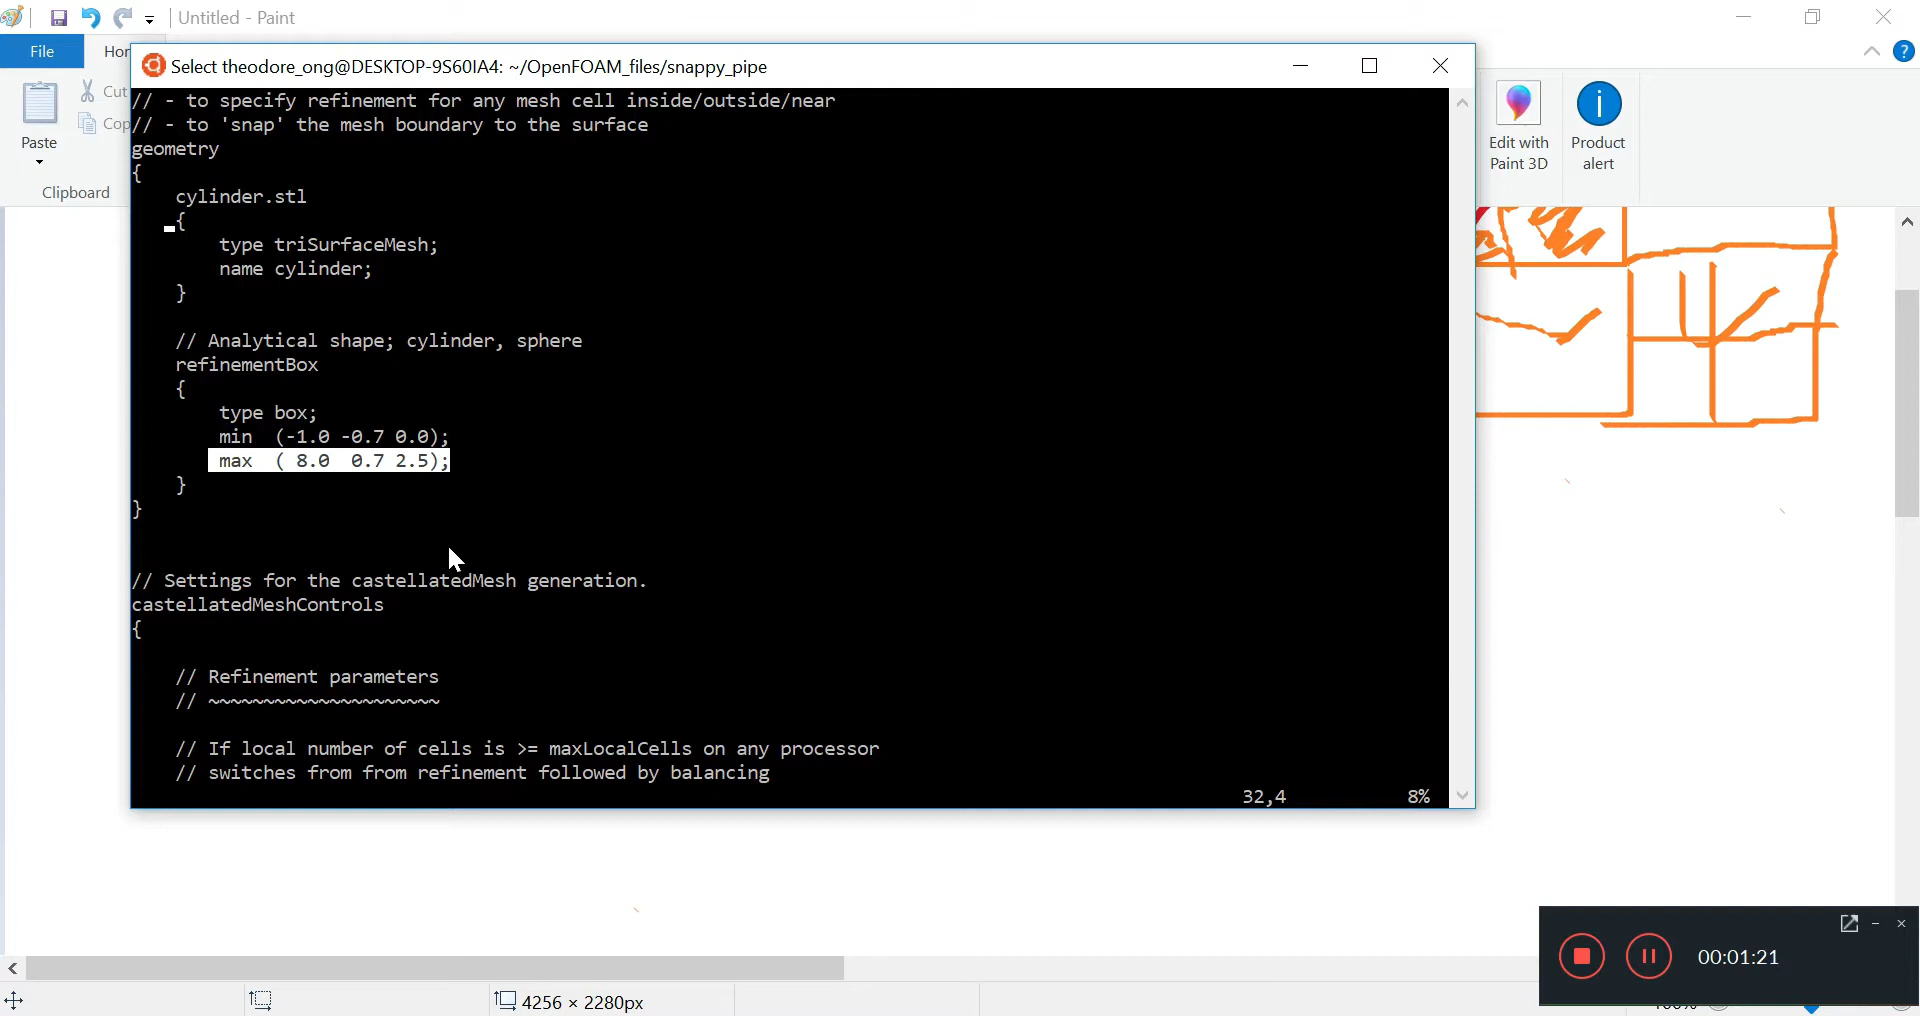 Untitled - Paint
File
Hor
Select theodore_ong@DESKTOP-9S60IA4: ~/OpenFOAM_files/snappy_pipe
Paste
Cut
Cop
Clipboard
Edit with
Paint 3D
Product
alert
// - to specify refinement for any mesh cell inside/outside/near
// - to 'snap' the mesh boundary to the surface
geometry
{
cylinder.stl
{
type triSurfaceMesh;
name cylinder;
}
// Analytical shape; cylinder, sphere
refinementBox
{
type box;
min (-1.0 -0.7 0.0);
max ( 8.0 0.7 2.5);
}
}
// Settings for the castellatedMesh generation.
castellatedMeshControls
{
// Refinement parameters
// ~~~~~~~~~~~~~~~~~~~~~
// If local number of cells is >= maxLocalCells on any processor
// switches from from refinement followed by balancing
32,4 8%
00:01:21
4256 × 2280px